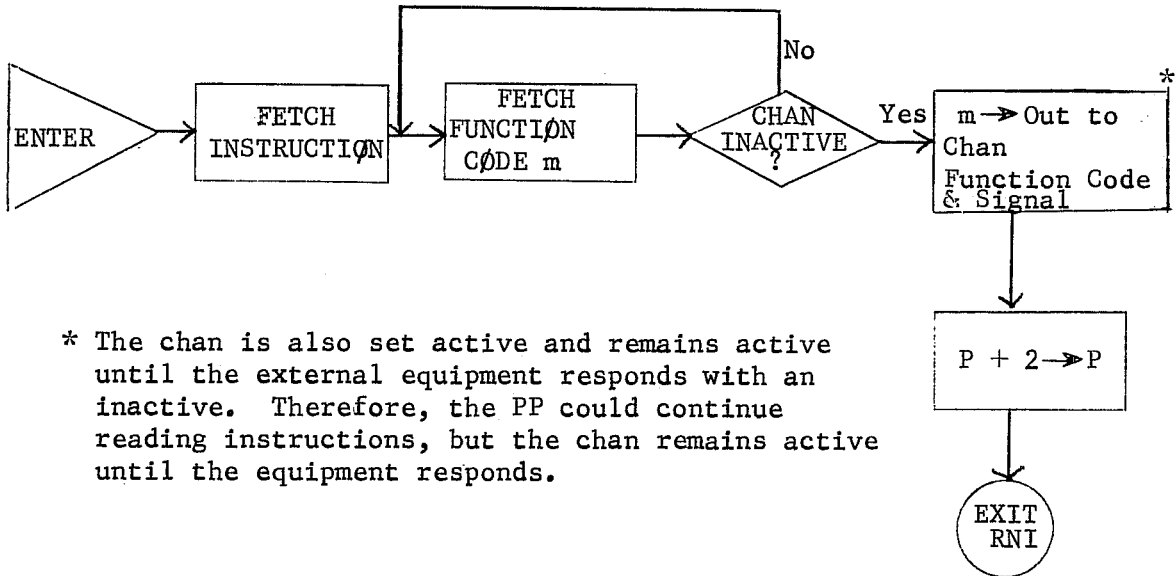 ENTER
FETCH
INSTRUCTIØN
FETCH
FUNCTIØN
CØDE m
CHAN
INACTIVE
?
No
Yes
*
m → Out to
Chan
Function Code
& Signal
P + 2 → P
EXIT
RNI
* The chan is also set active and remains active
until the external equipment responds with an
inactive. Therefore, the PP could continue
reading instructions, but the chan remains active
until the equipment responds.